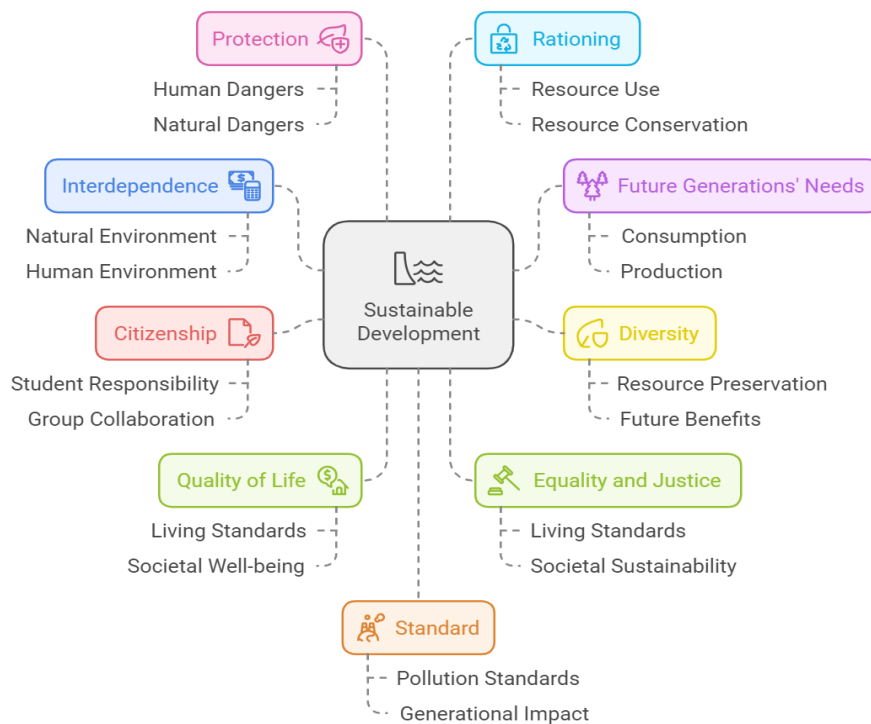 Protection
Human Dangers
Natural Dangers
Rationing
Resource Use
Resource Conservation
Interdependence
Natural Environment
Human Environment
Future Generations' Needs
Consumption
Production
Sustainable
Development
Citizenship
Student Responsibility
Group Collaboration
Diversity
Resource Preservation
Future Benefits
Quality of Life
Living Standards
Societal Well-being
Equality and Justice
Living Standards
Societal Sustainability
Standard
Pollution Standards
Generational Impact